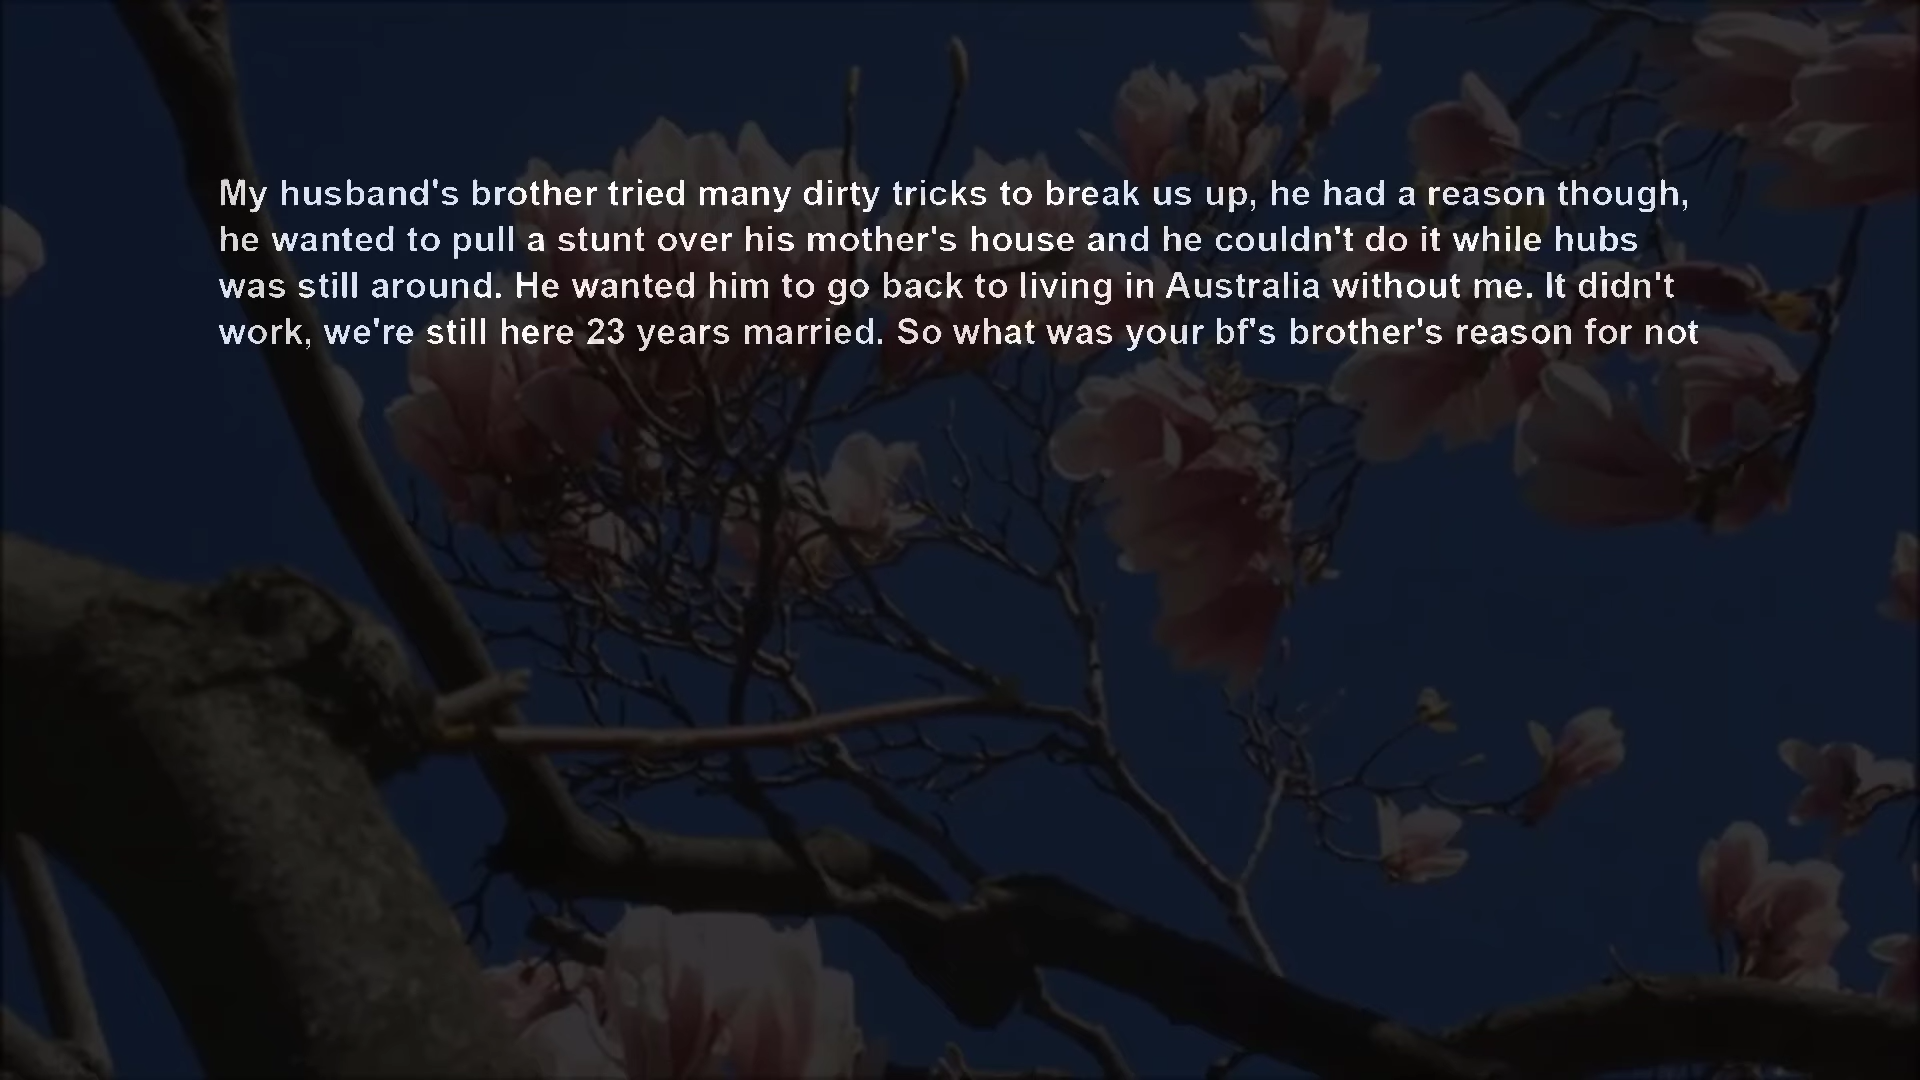 My husband's brother tried many dirty tricks to break us up, he had a reason though,
he wanted to pull a stunt over his mother's house and he couldn't do it while hubs
was still around. He wanted him to go back to living in Australia without me. It didn't
work, we're still here 23 years married. So what was your bf's brother's reason for not